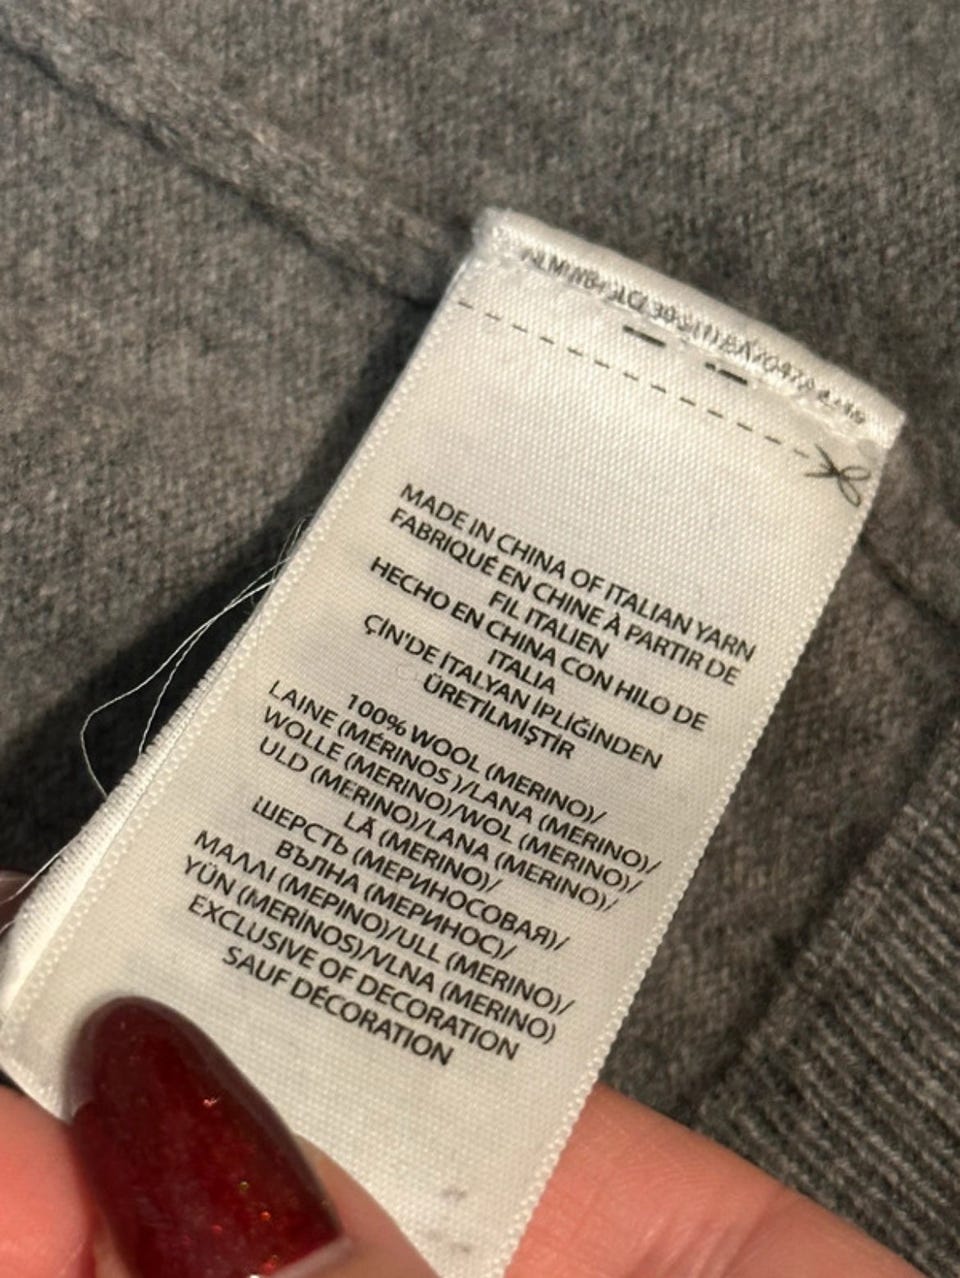 MADE IN CHINA OF ITALIAN YARN
FABRIQUÉ EN CHINE À PARTIR DE
FIL ITALIEN
HECHO EN CHINA CON HILO DE
ITALIA
ÇİN'DE İTALYAN İPLİĞİNDEN
ÜRETİLMİŞTİR
100% WOOL (MERINO)/
LAINE (MÉRINOS )/LANA (MERINO)/
WOLLE (MERINO)/WOL (MERINO)/
ULD (MERINO)/LANA (MERINO)/
LÃ (MERINO)/
ШЕРСТЬ (МЕРИНОСОВАЯ)/
ВЪЛНА (МЕРИНОС)/
ΜΑΛΛΙ (ΜΕΡΙΝΟ)/ULL (MERINO)/
YÜN (MERİNOS)/VLNA (MERINO)
EXCLUSIVE OF DECORATION
SAUF DÉCORATION